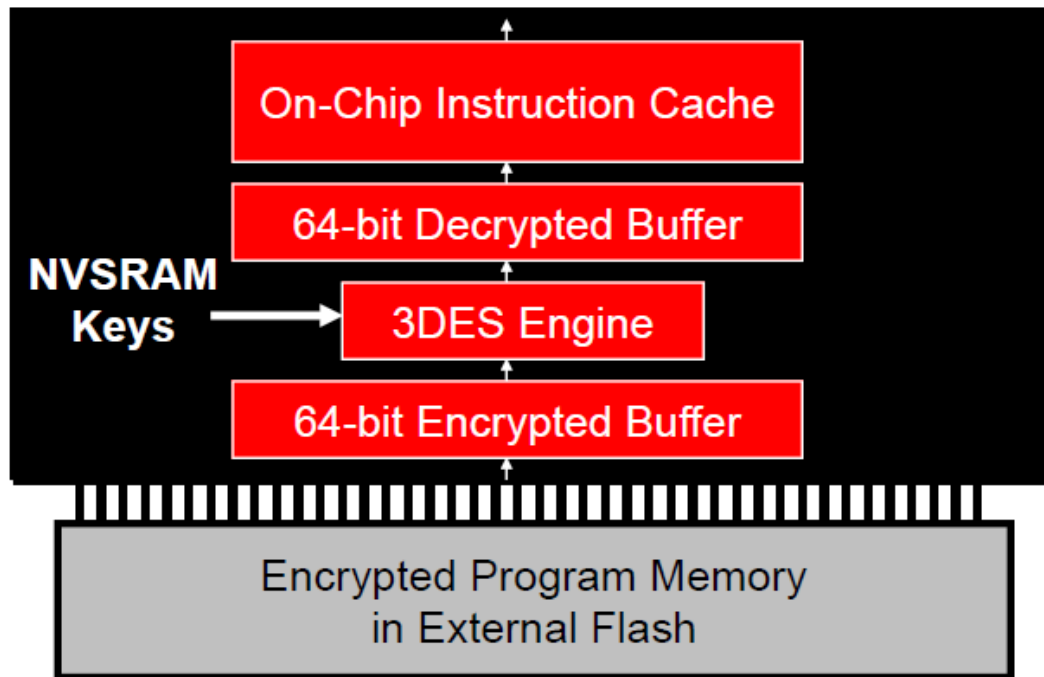 On-Chip Instruction Cache
64-bit Decrypted Buffer
NVSRAM
Keys
3DES Engine
64-bit Encrypted Buffer
Encrypted Program Memory
in External Flash